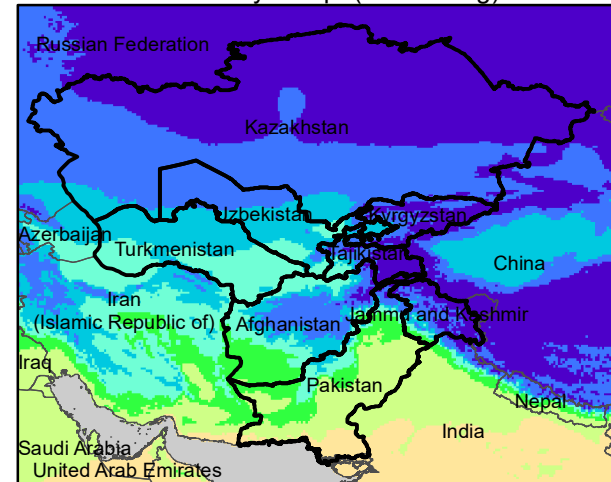 Russian Federation
Kazakhstan
Uzbekistan
Kyrgyzstan
Azerbaijan
Turkmenistan
Tajikistan
China
Iran
(Islamic Republic of)
Afghanistan
Jammu and Kashmir
Iraq
Pakistan
Nepal
India
Saudi Arabia
United Arab Emirates